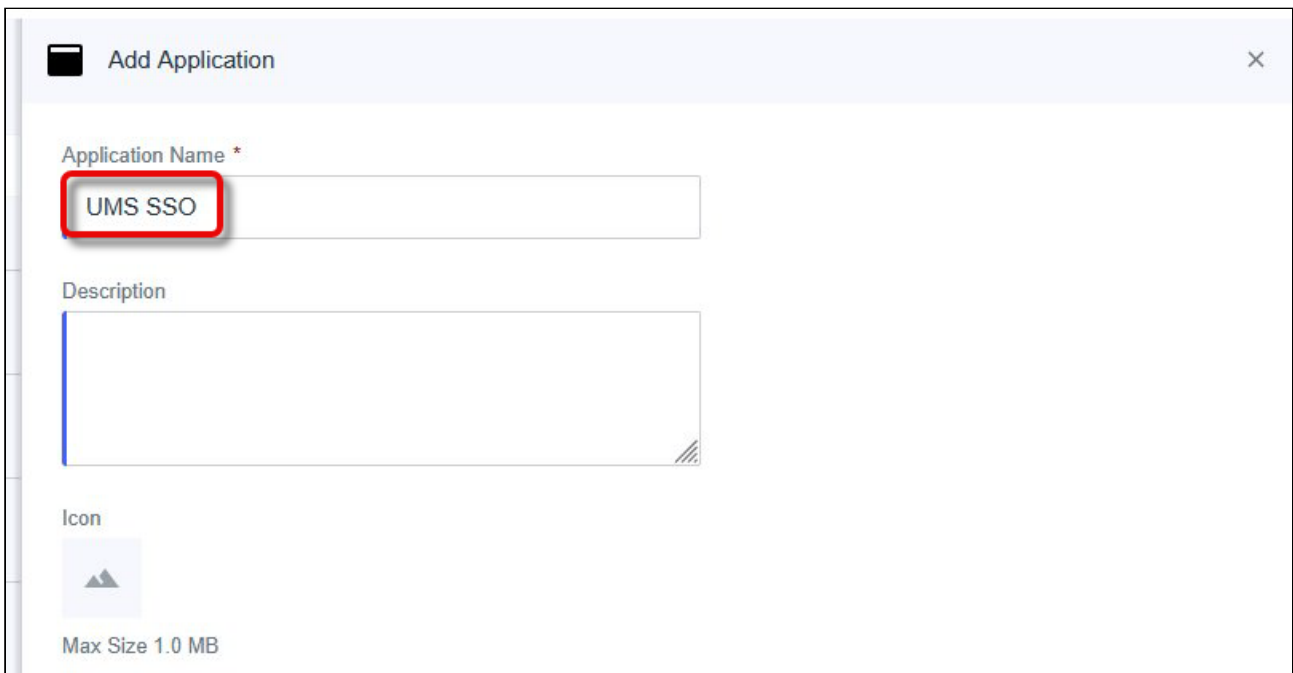 Add Application
Application Name *
UMS SSO
Description
Icon
Max Size 1.0 MB